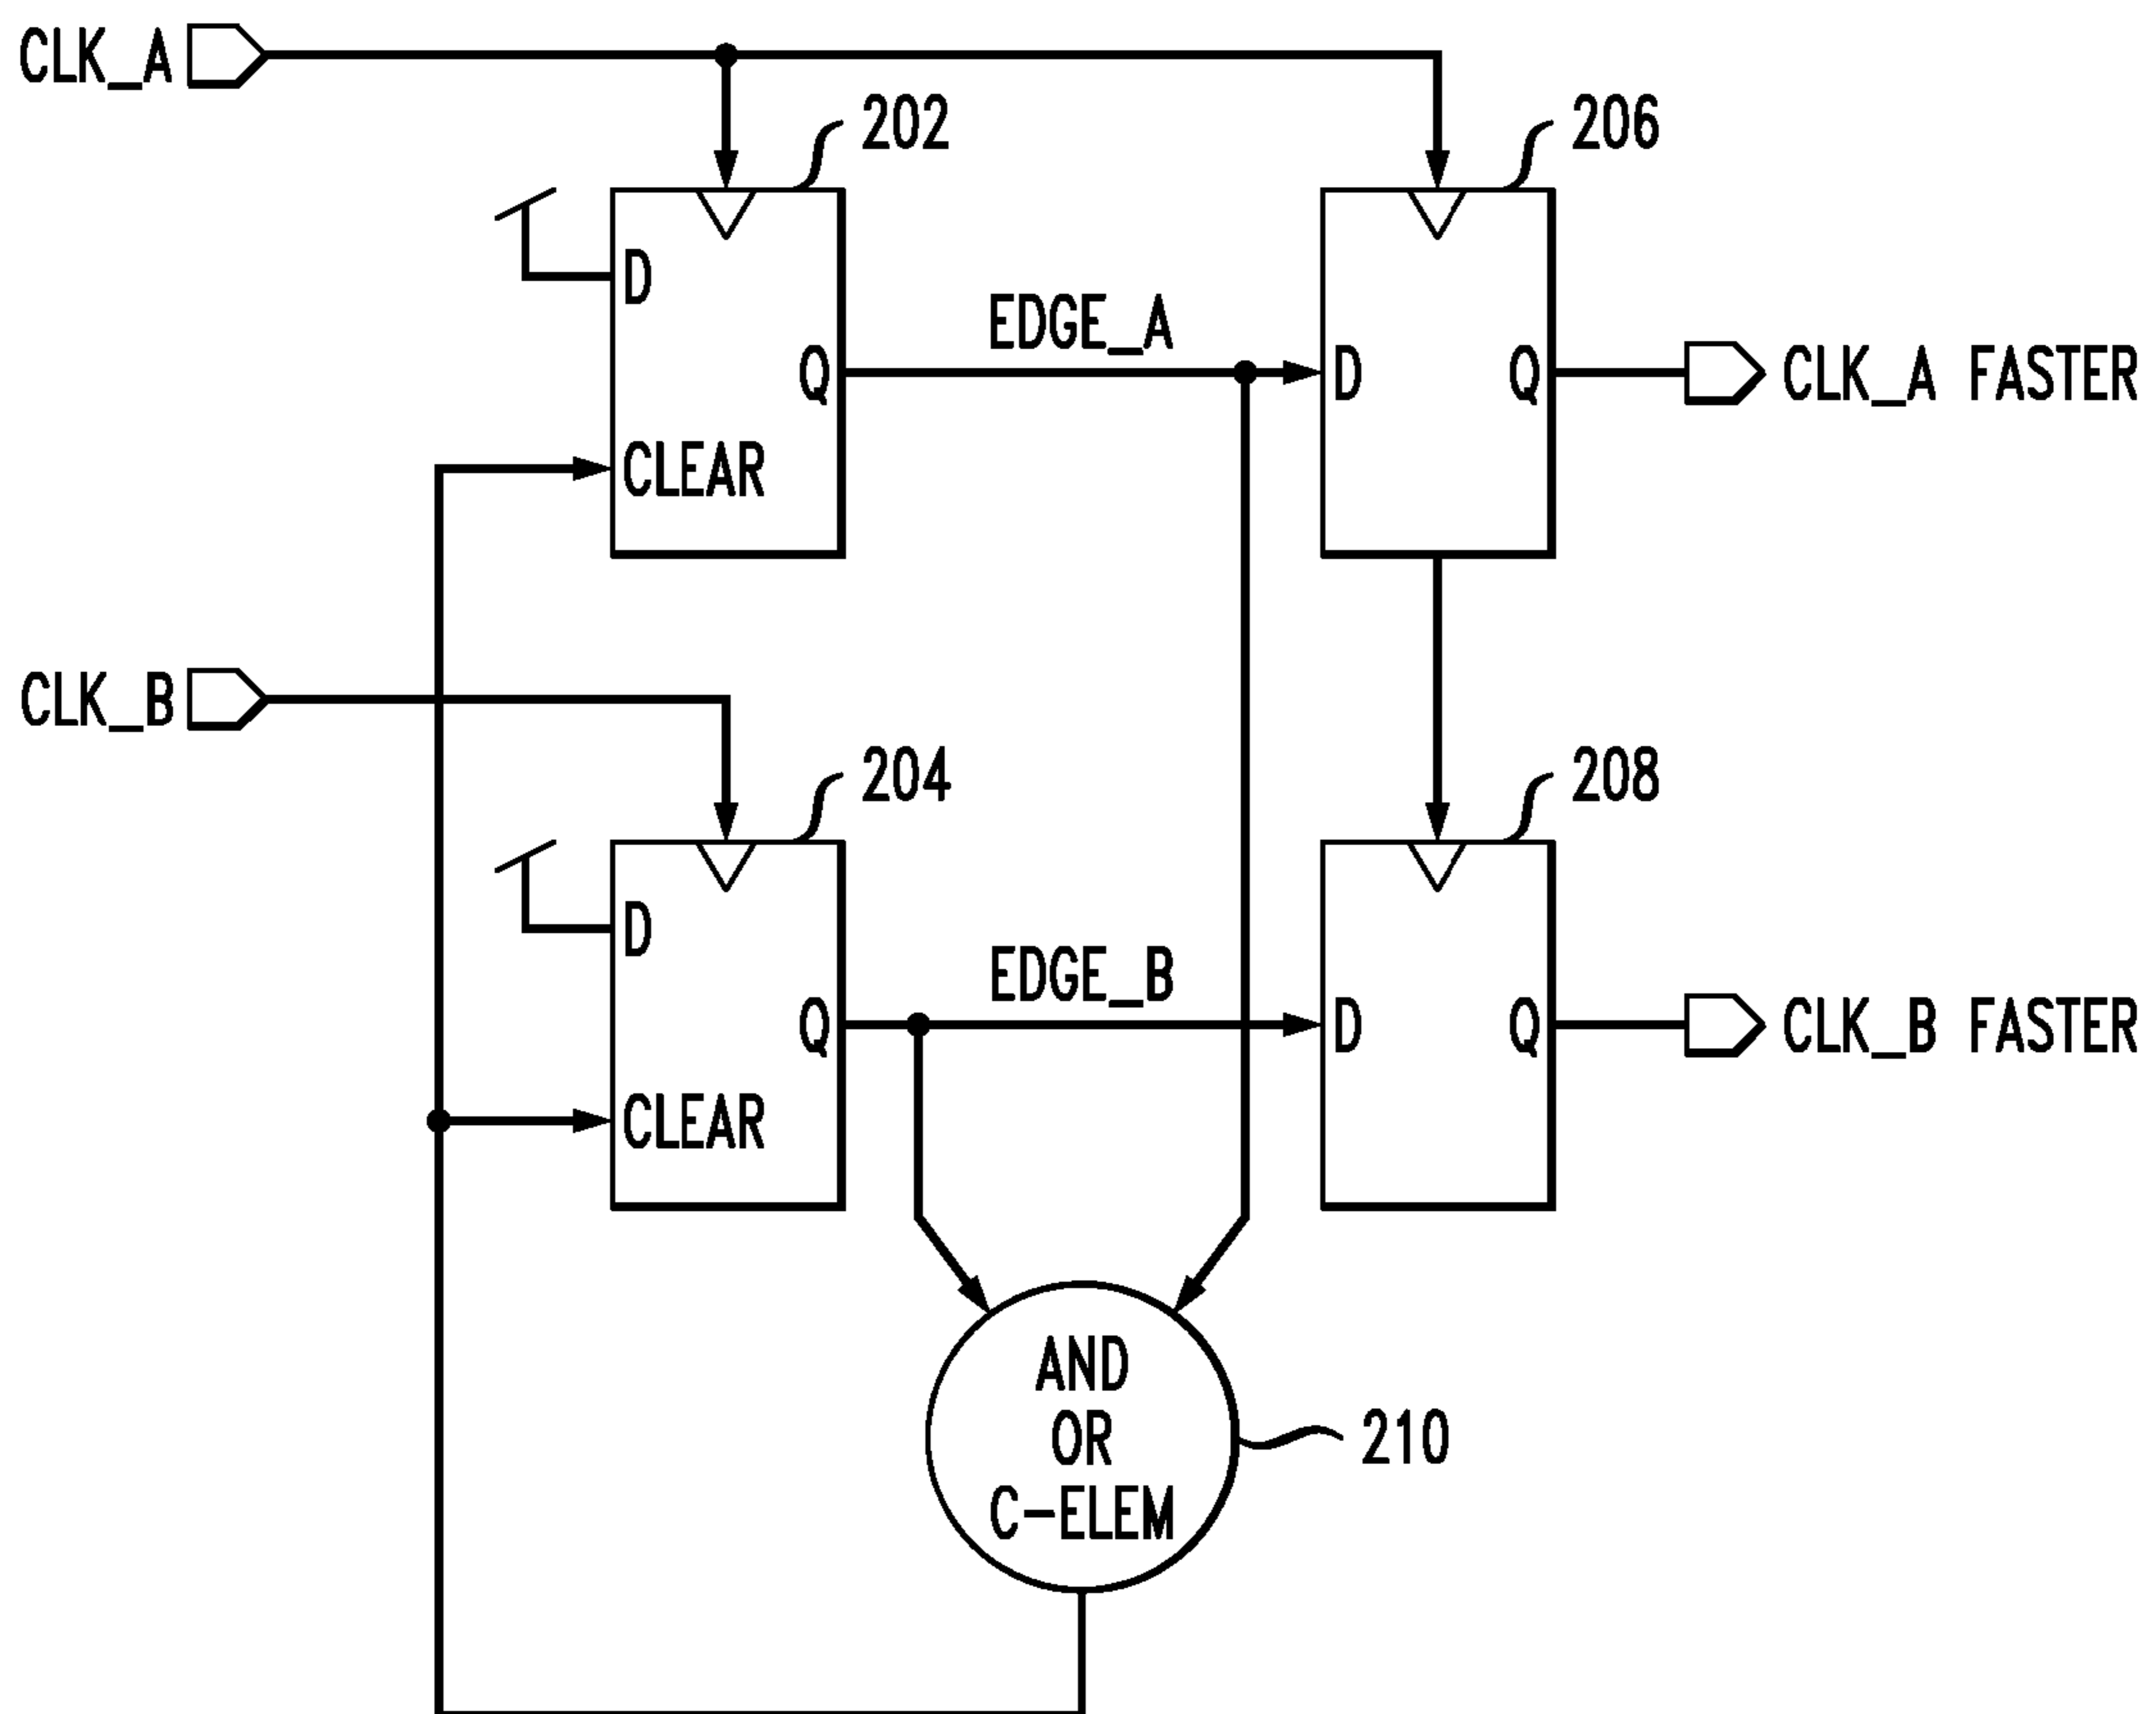 CLK_A
202
206
D
EDGE_A
Q
D
Q
CLK_A FASTER
CLEAR
CLK_B
204
208
D
EDGE_B
Q
D
Q
CLK_B FASTER
CLEAR
AND
OR
C-ELEM
210